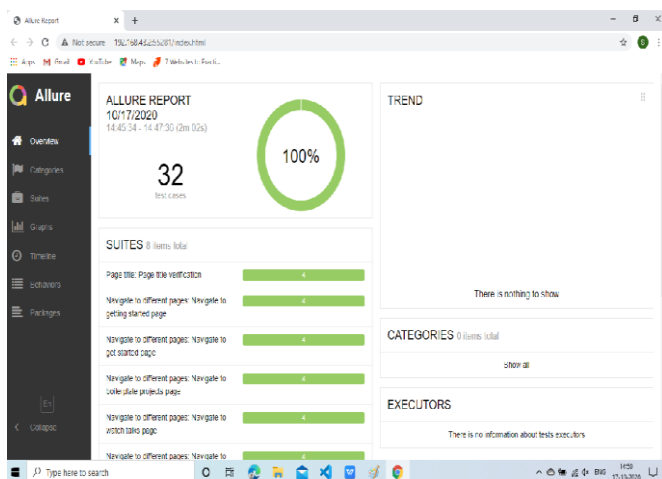 Allure Report
Not secure
Apps
Gmail
YouTube
Maps
Allure
Overview
Categories
Suites
Graphs
Timeline
Behaviors
Packages
En
Collapse
ALLURE REPORT
10/17/2020
32
test cases
100%
SUITES 8 items total
Page title: Page title verification
4
Navigate to different pages: Navigate to
getting started page
4
Navigate to different pages: Navigate to
get started page
4
Navigate to different pages: Navigate to
boilerplate projects page
4
Navigate to different pages: Navigate to
watch talks page
4
Navigate to different pages: Navigate to
4
TREND
There is nothing to show
CATEGORIES 0 items total
Show all
EXECUTORS
There is no information about tests executors
Type here to search
ENG